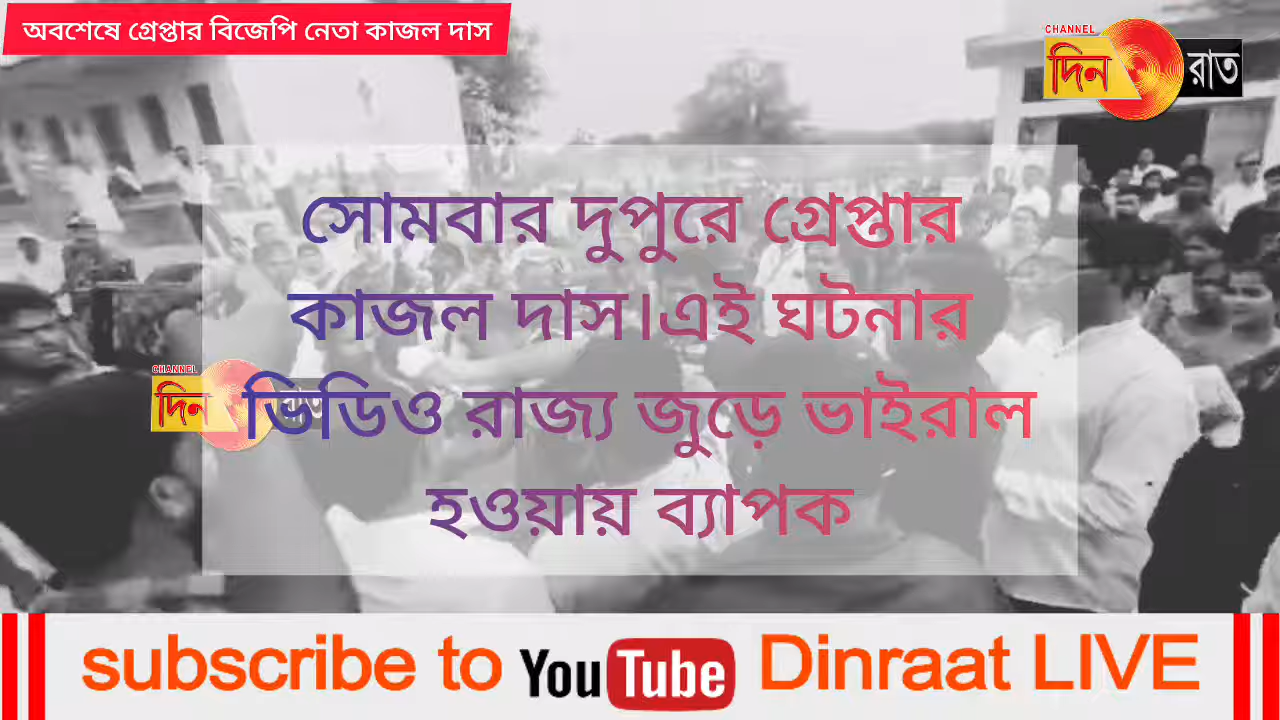 অবশেষে গ্রেপ্তার বিজেপি নেতা কাজল দাস
CHANNEL
দিন রাত
সোমবার দুপুরে গ্রেপ্তার
কাজল দাস।এই ঘটনার
CHANNEL
দিন রাত
ভিডিও রাজ্য জুড়ে ভাইরাল
হওয়ায় ব্যাপক
subscribe to YouTube Dinraat LIVE